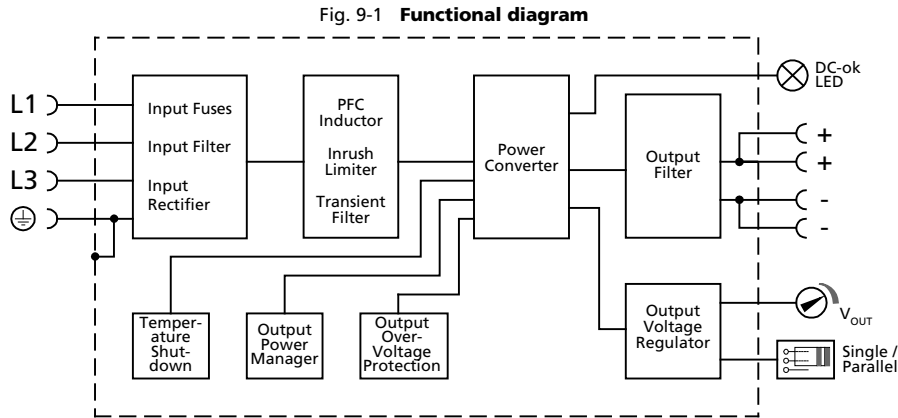 Fig. 9-1 Functional diagram
L1
L2
L3
Input Fuses
Input Filter
Input
Rectifier
PFC
Inductor
Inrush
Limiter
Transient
Filter
Power
Converter
Output
Filter
DC-ok
LED
+
+
-
-
Temper-
ature
Shut-
down
Output
Power
Manager
Output
Over-
Voltage
Protection
Output
Voltage
Regulator
VOUT
Single /
Parallel